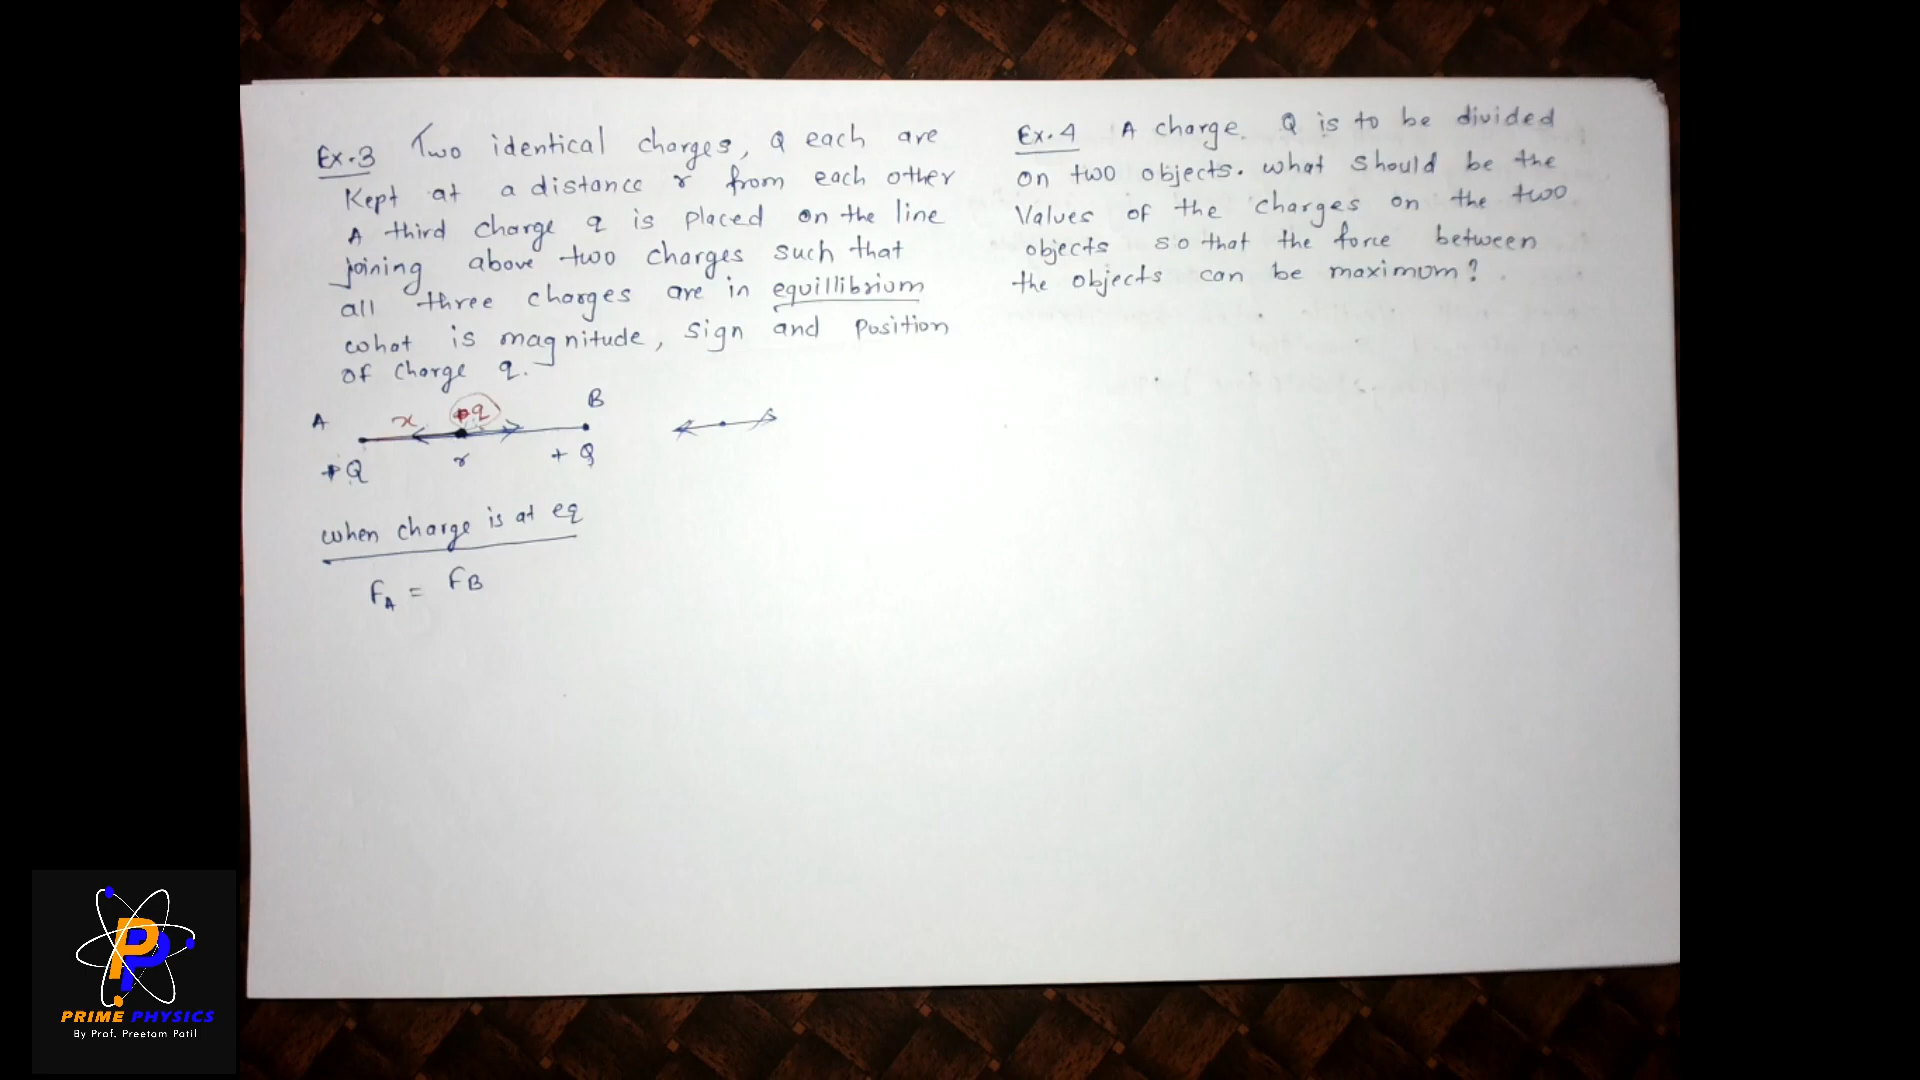 Ex.3 Two identical charges, Q each are
Kept at a distance r from each other
A third charge q is placed on the line
joining above two charges such that
all three charges are in equillibrium
what is magnitude, sign and position
of charge q.
A x +q B
+Q r + Q
when charge is at eq
FA = FB
Ex.4 A charge Q is to be divided
on two objects. what should be the
Values of the charges on the two
objects so that the force between
the objects can be maximum?
PRIME PHYSICS
By Prof. Preetam Patil